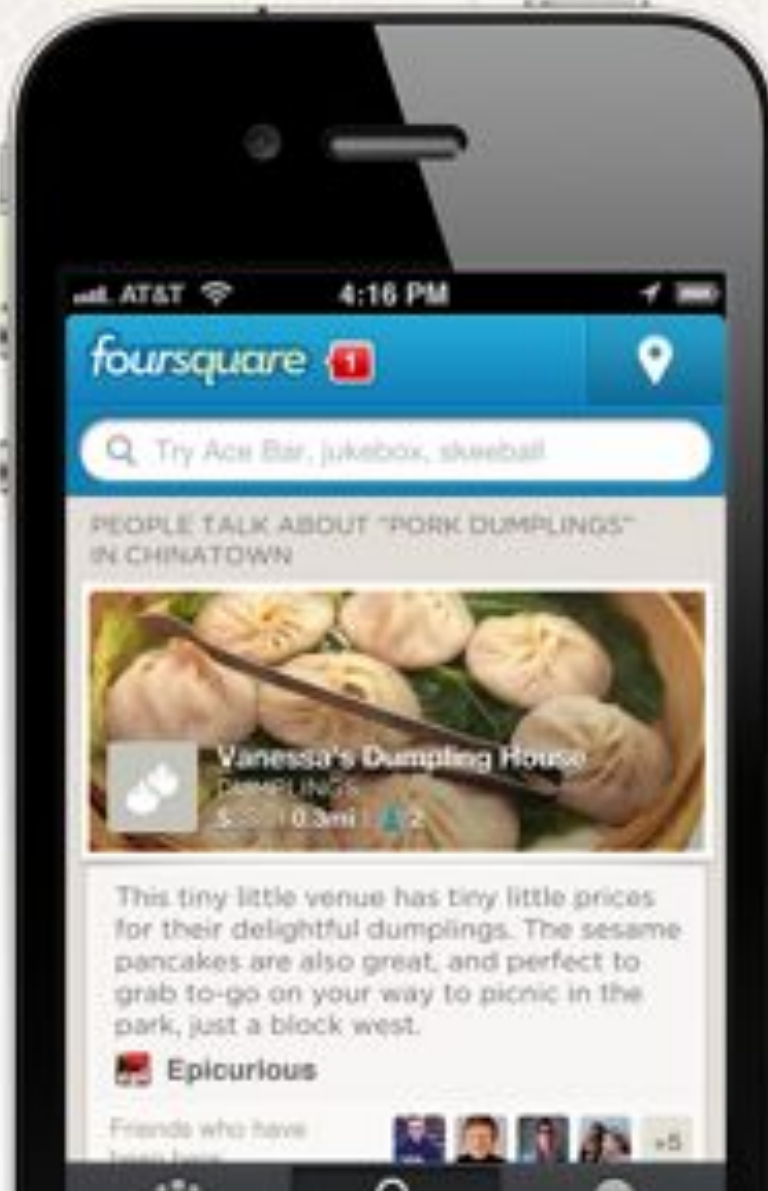 AT&T 4:16 PM
foursquare 1
Try Ace Bar, jukebox, skeeball
PEOPLE TALK ABOUT "PORK DUMPLINGS"
IN CHINATOWN
Vanessa's Dumpling House
DUMPLINGS
0.3mi 2
This tiny little venue has tiny little prices
for their delightful dumplings. The sesame
pancakes are also great, and perfect to
grab to-go on your way to picnic in the
park, just a block west.
Epicurious
Friends who have
+5